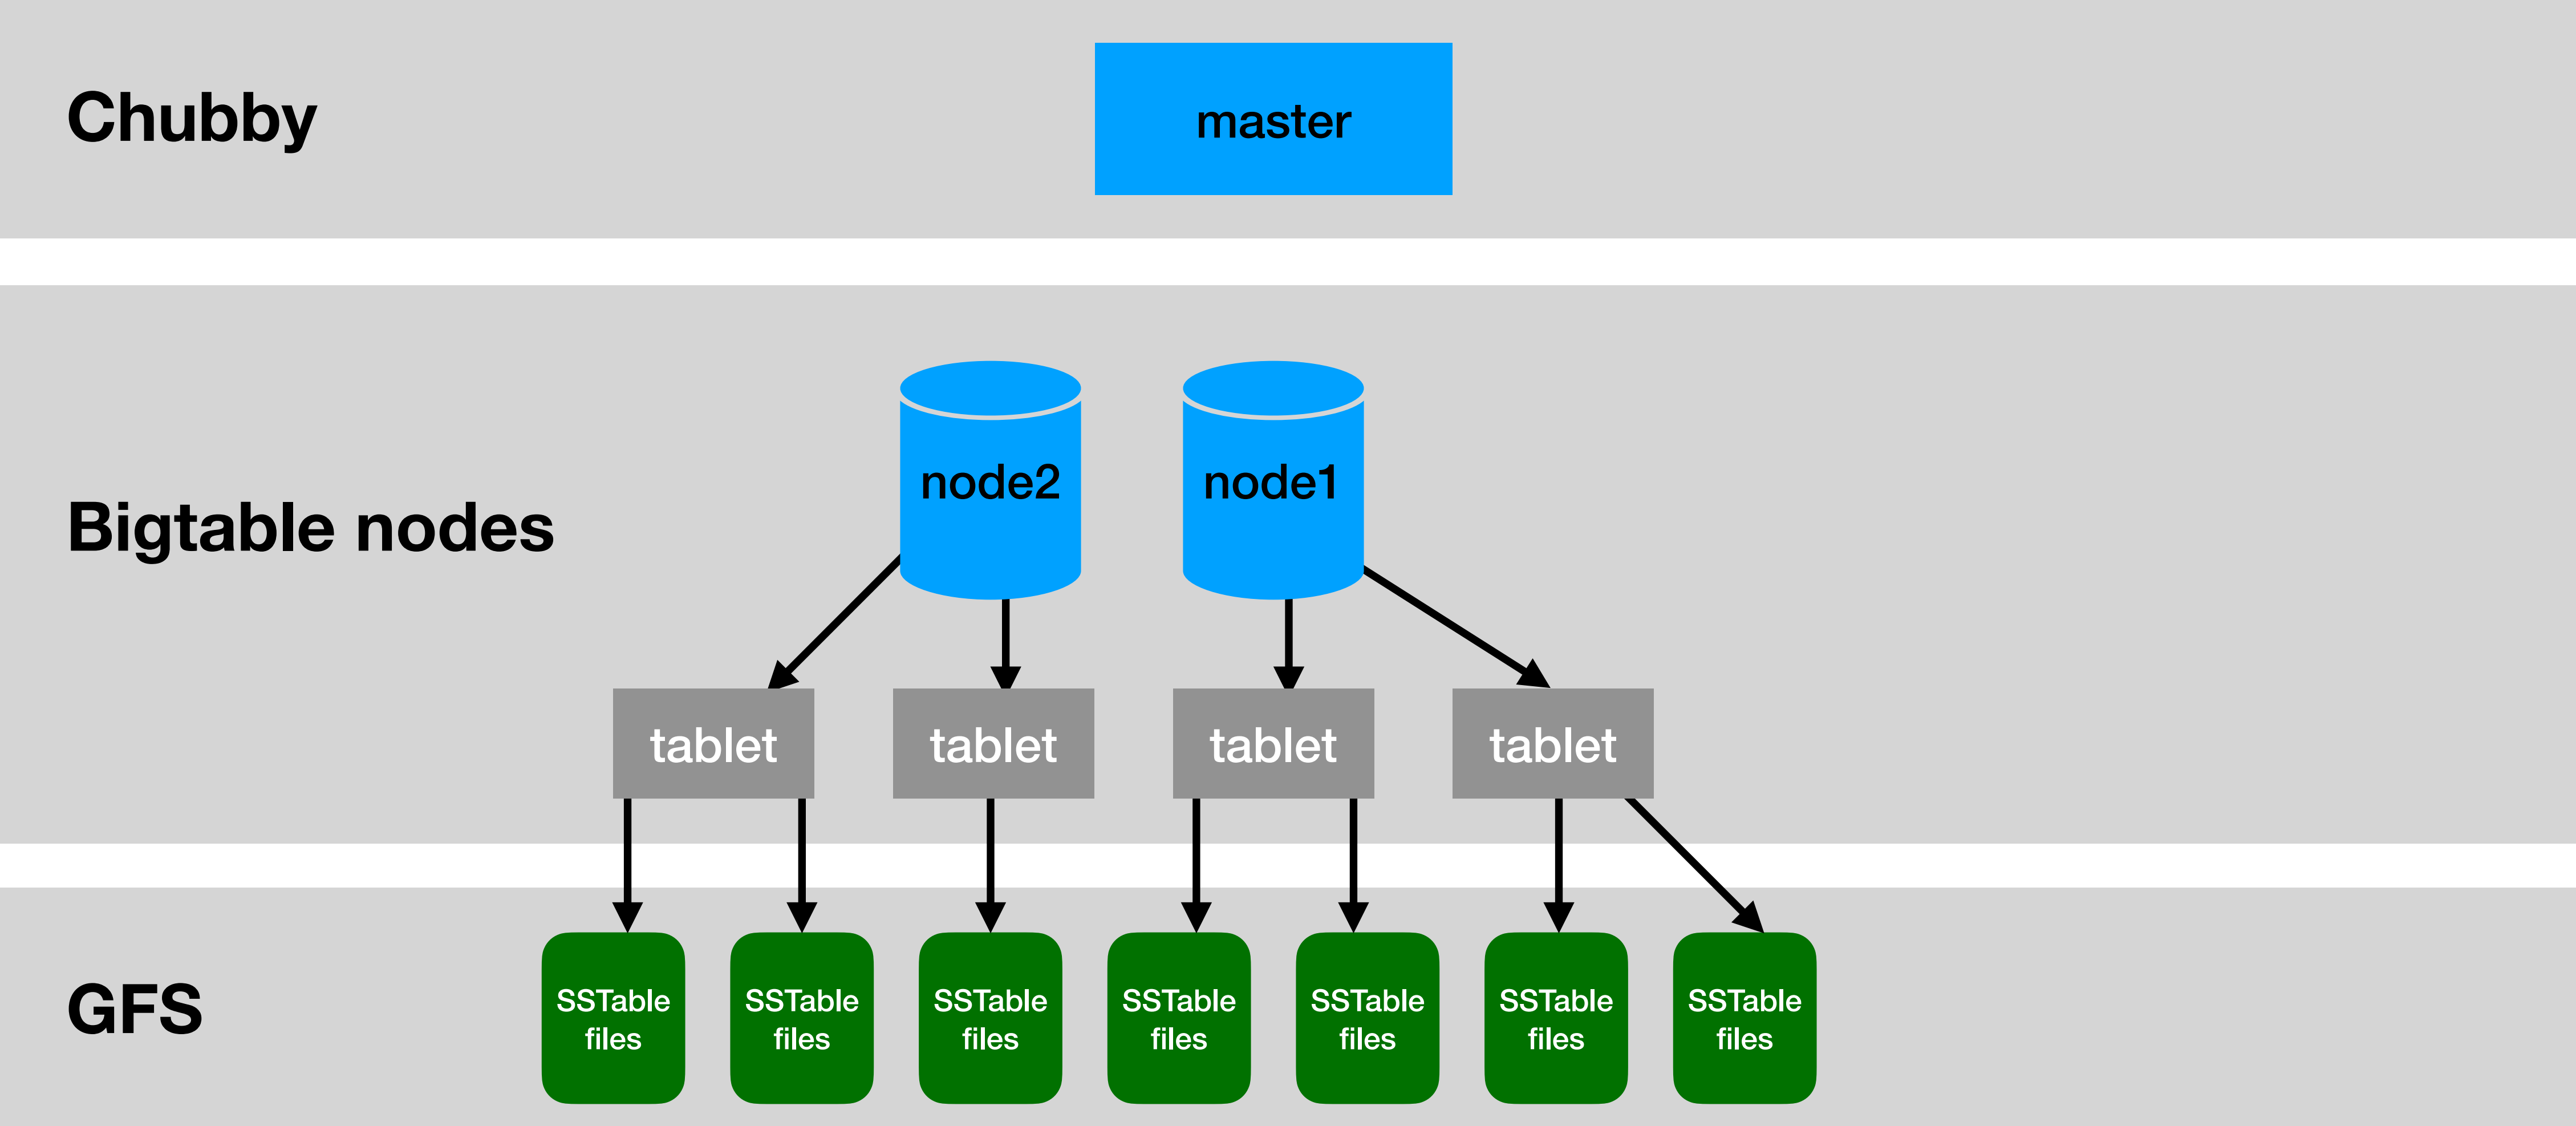 Chubby
master
Bigtable nodes
node2
node1
tablet
tablet
tablet
tablet
GFS
SSTable
files
SSTable
files
SSTable
files
SSTable
files
SSTable
files
SSTable
files
SSTable
files